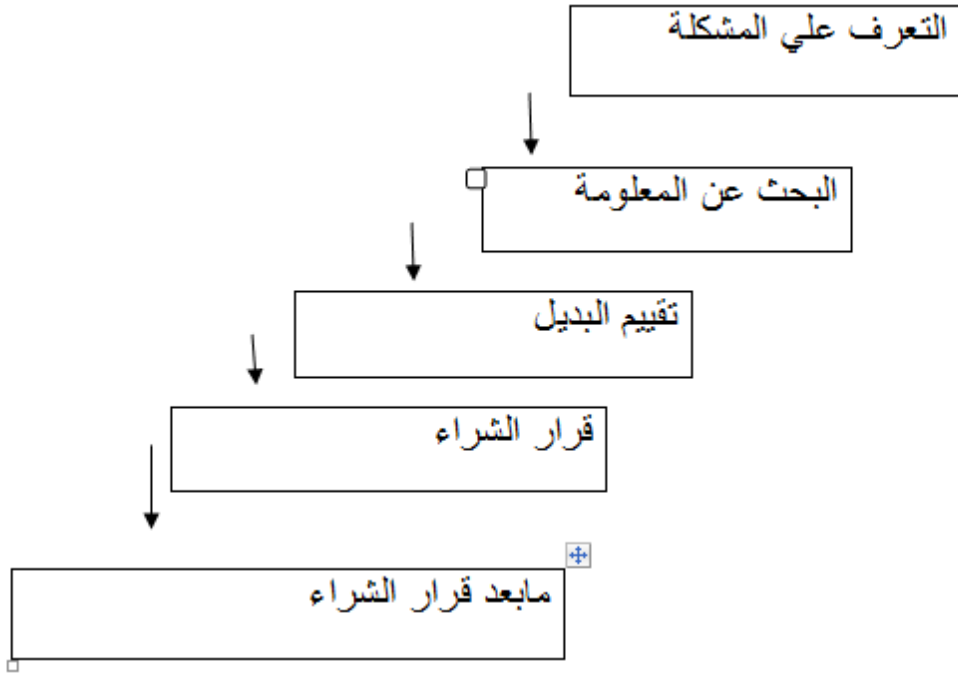 التعرف علي المشكلة
البحث عن المعلومة
تقييم البديل
قرار الشراء
مابعد قرار الشراء